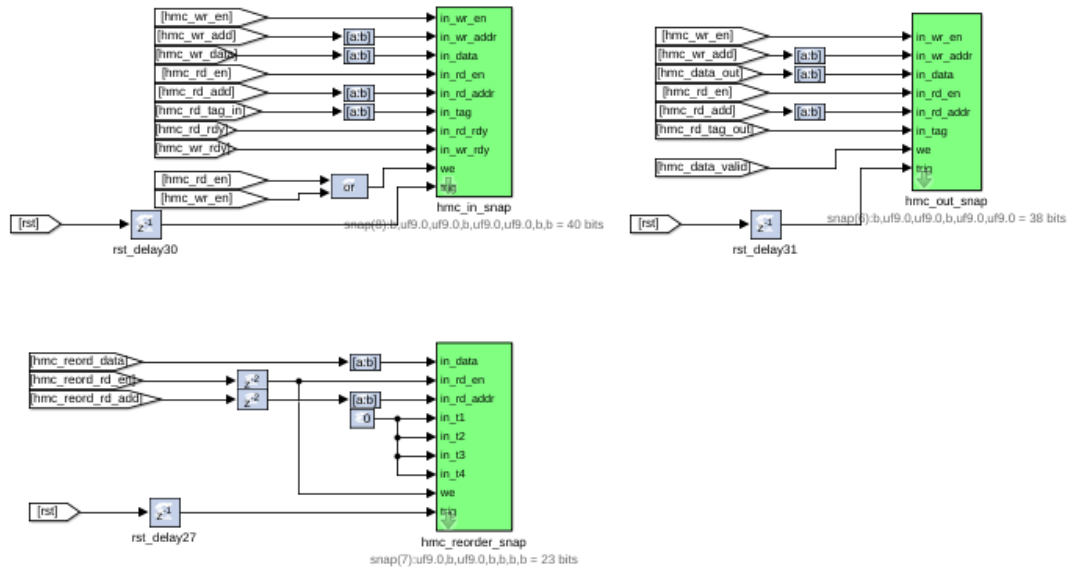 [hmc_wr_en]
in_wr_en
[hmc_wr_add]
[a:b]
in_wr_addr
[hmc_wr_data]
[a:b]
in_data
[hmc_rd_en]
in_rd_en
[hmc_rd_add]
[a:b]
in_rd_addr
[hmc_rd_tag_in]
[a:b]
in_tag
[hmc_rd_rdy]
in_rd_rdy
[hmc_wr_rdy]
in_wr_rdy
we
[hmc_rd_en]
or
trig
[hmc_wr_en]
hmc_in_snap
[rst]
z-1
snap(8):b,uf9.0,uf9.0,b,uf9.0,uf9.0,b,b = 40 bits
rst_delay30
[hmc_wr_en]
in_wr_en
[hmc_wr_add]
[a:b]
in_wr_addr
[hmc_data_out]
[a:b]
in_data
[hmc_rd_en]
in_rd_en
[hmc_rd_add]
[a:b]
in_rd_addr
[hmc_rd_tag_out]
in_tag
we
[hmc_data_valid]
trig
hmc_out_snap
[rst]
z-1
snap(6):b,uf9.0,uf9.0,b,uf9.0,uf9.0 = 38 bits
rst_delay31
[hmc_reord_data]
[a:b]
in_data
[hmc_reord_rd_en]
z-2
in_rd_en
[hmc_reord_rd_add]
z-2
[a:b]
in_rd_addr
0
in_t1
in_t2
in_t3
in_t4
we
[rst]
z-1
trig
rst_delay27
hmc_reorder_snap
snap(7):uf9.0,b,uf9.0,b,b,b,b = 23 bits